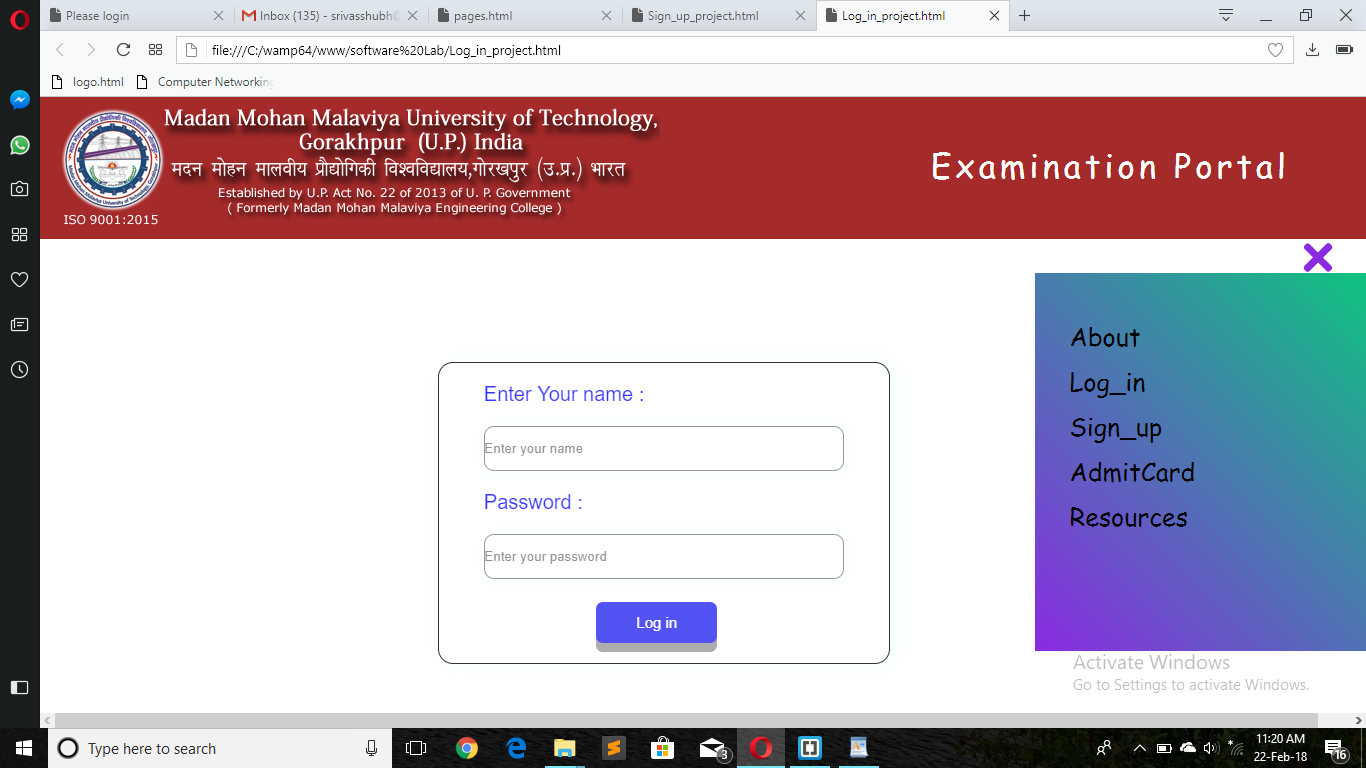 Please login
Inbox (135) - srivasshubh@
pages.html
Sign_up_project.html
Log_in_project.html
file:///C:/wamp64/www/software%20Lab/Log_in_project.html
logo.html
Computer Networking
Madan Mohan Malaviya University of Technology,
Gorakhpur (U.P.) India
मदन मोहन मालवीय प्रौद्योगिकी विश्वविद्यालय,गोरखपुर (उ.प्र.) भारत
Established by U.P. Act No. 22 of 2013 of U. P. Government
( Formerly Madan Mohan Malaviya Engineering College )
ISO 9001:2015
Examination Portal
About
Log_in
Sign_up
AdmitCard
Resources
Enter Your name :
Enter your name
Password :
Enter your password
Log in
Activate Windows
Go to Settings to activate Windows.
Type here to search
3
11:20 AM
22-Feb-18
16